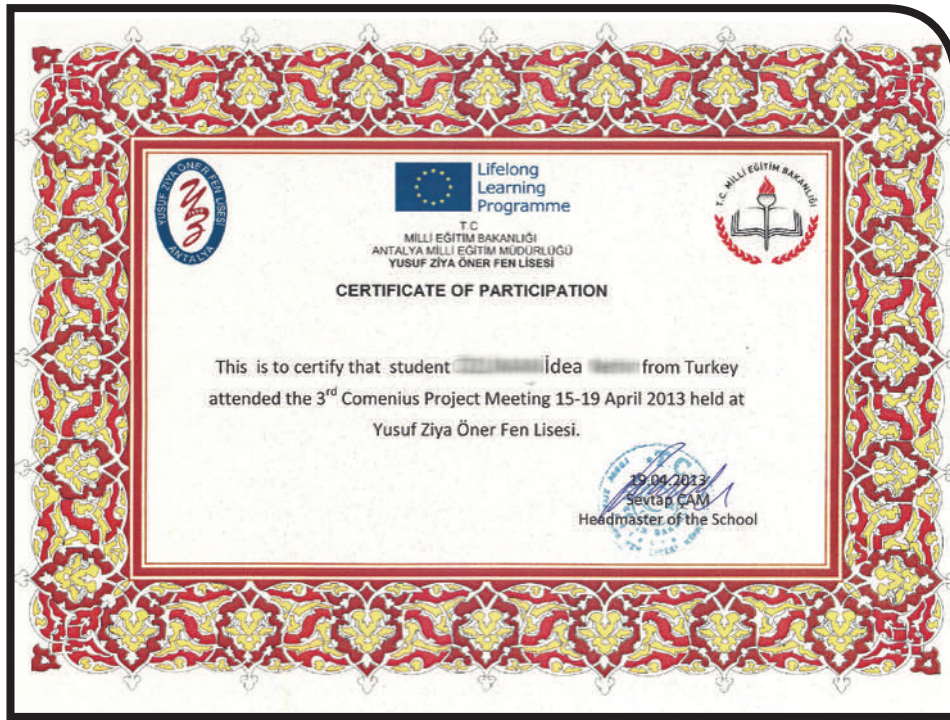 YUSUF ZIYA ÖNER FEN LİSESİ
ANTALYA
Lifelong
Learning
Programme
T.C. MİLLİ EĞİTİM BAKANLIĞI
T.C
MİLLİ EĞİTİM BAKANLIĞI
ANTALYA MİLLİ EĞİTİM MÜDÜRLÜĞÜ
YUSUF ZİYA ÖNER FEN LİSESİ
CERTIFICATE OF PARTICIPATION
This is to certify that student İdea from Turkey
attended the 3rd Comenius Project Meeting 15-19 April 2013 held at
Yusuf Ziya Öner Fen Lisesi.
19.04.2013
Sevtap ÇAM
Headmaster of the School